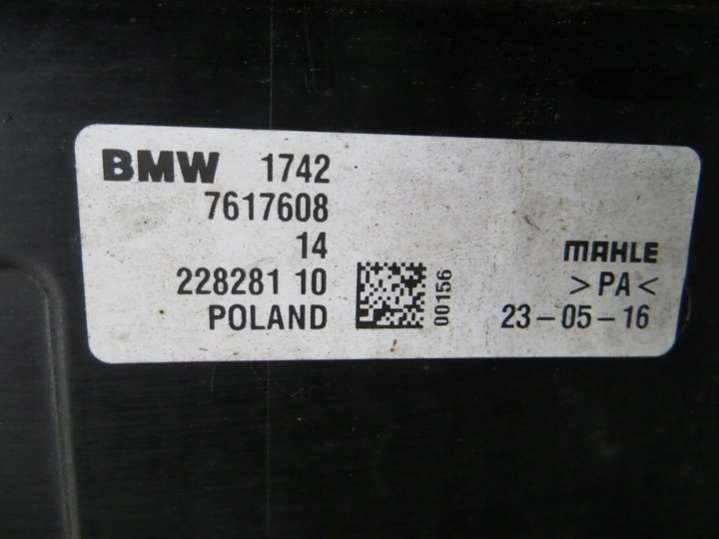 BMW 1742
7617608
14
228281 10
POLAND
00156
MAHLE
>PA<
23-05-16